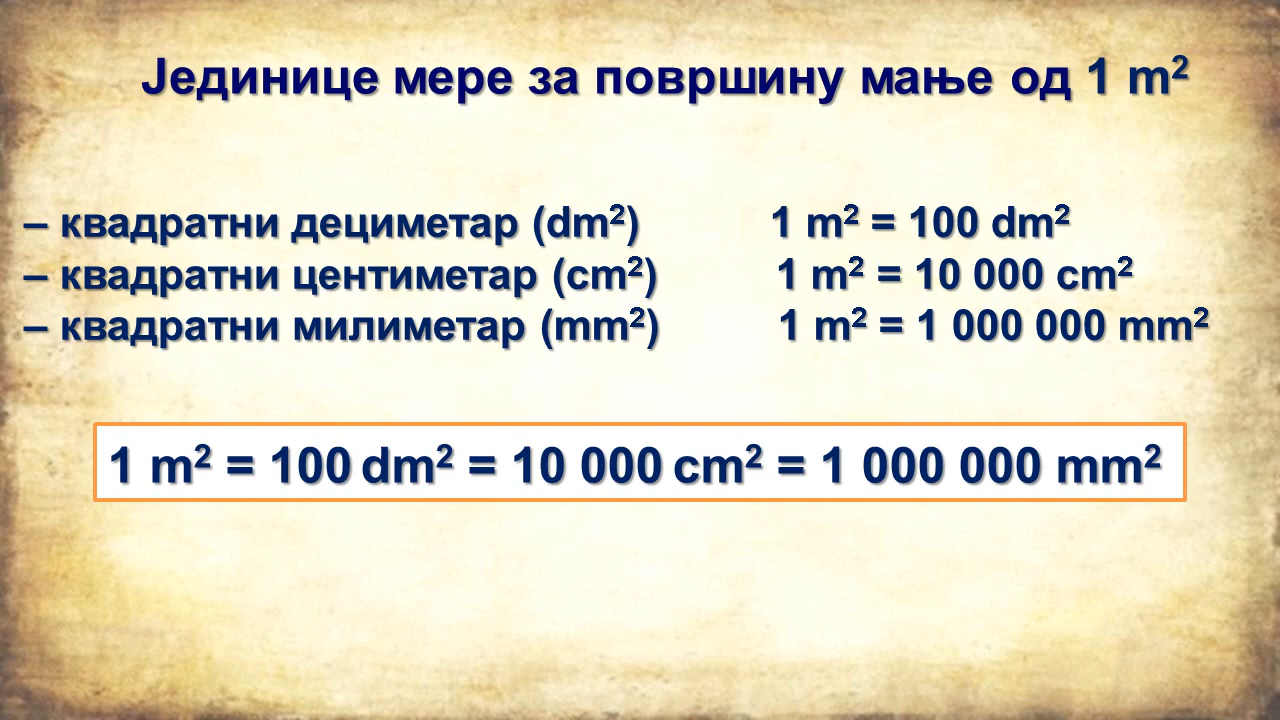 Јединице мере за површину мање од 1 m²
– квадратни дециметар (dm²) 1 m² = 100 dm²
– квадратни центиметар (cm²) 1 m² = 10 000 cm²
– квадратни милиметар (mm²) 1 m² = 1 000 000 mm²
1 m² = 100 dm² = 10 000 cm² = 1 000 000 mm²